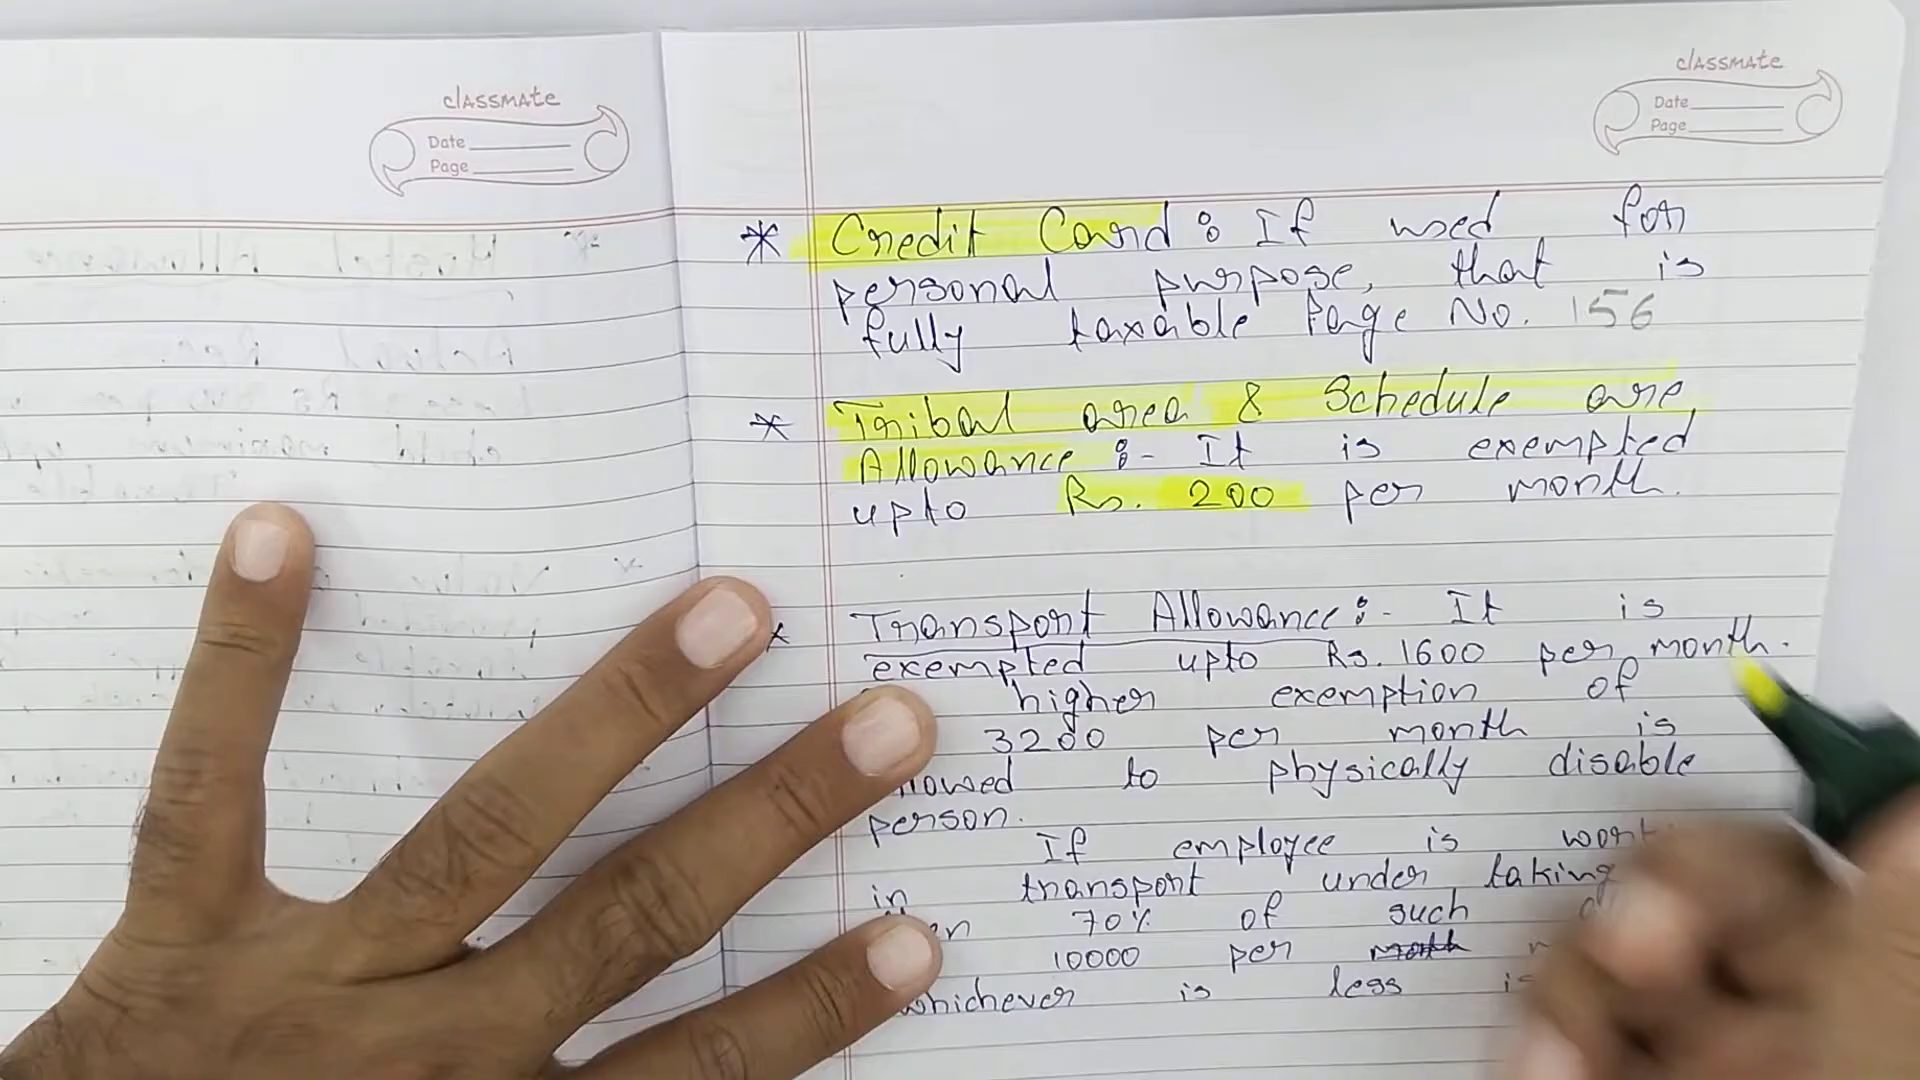 classmate
Date
Page
classmate
Date
Page
* Credit Card : If used for
personal purpose, that is
fully taxable Page No. 156
* Tribal area & Schedule are,
Allowance :- It is exempted
upto Rs. 200 per month.
* Transport Allowance :- It is
exempted upto Rs. 1600 per month.
higher exemption of
3200 per month is
person.
to physically disable
If employee is
in transport under taking
70% of such
10000 per month
whichever is less